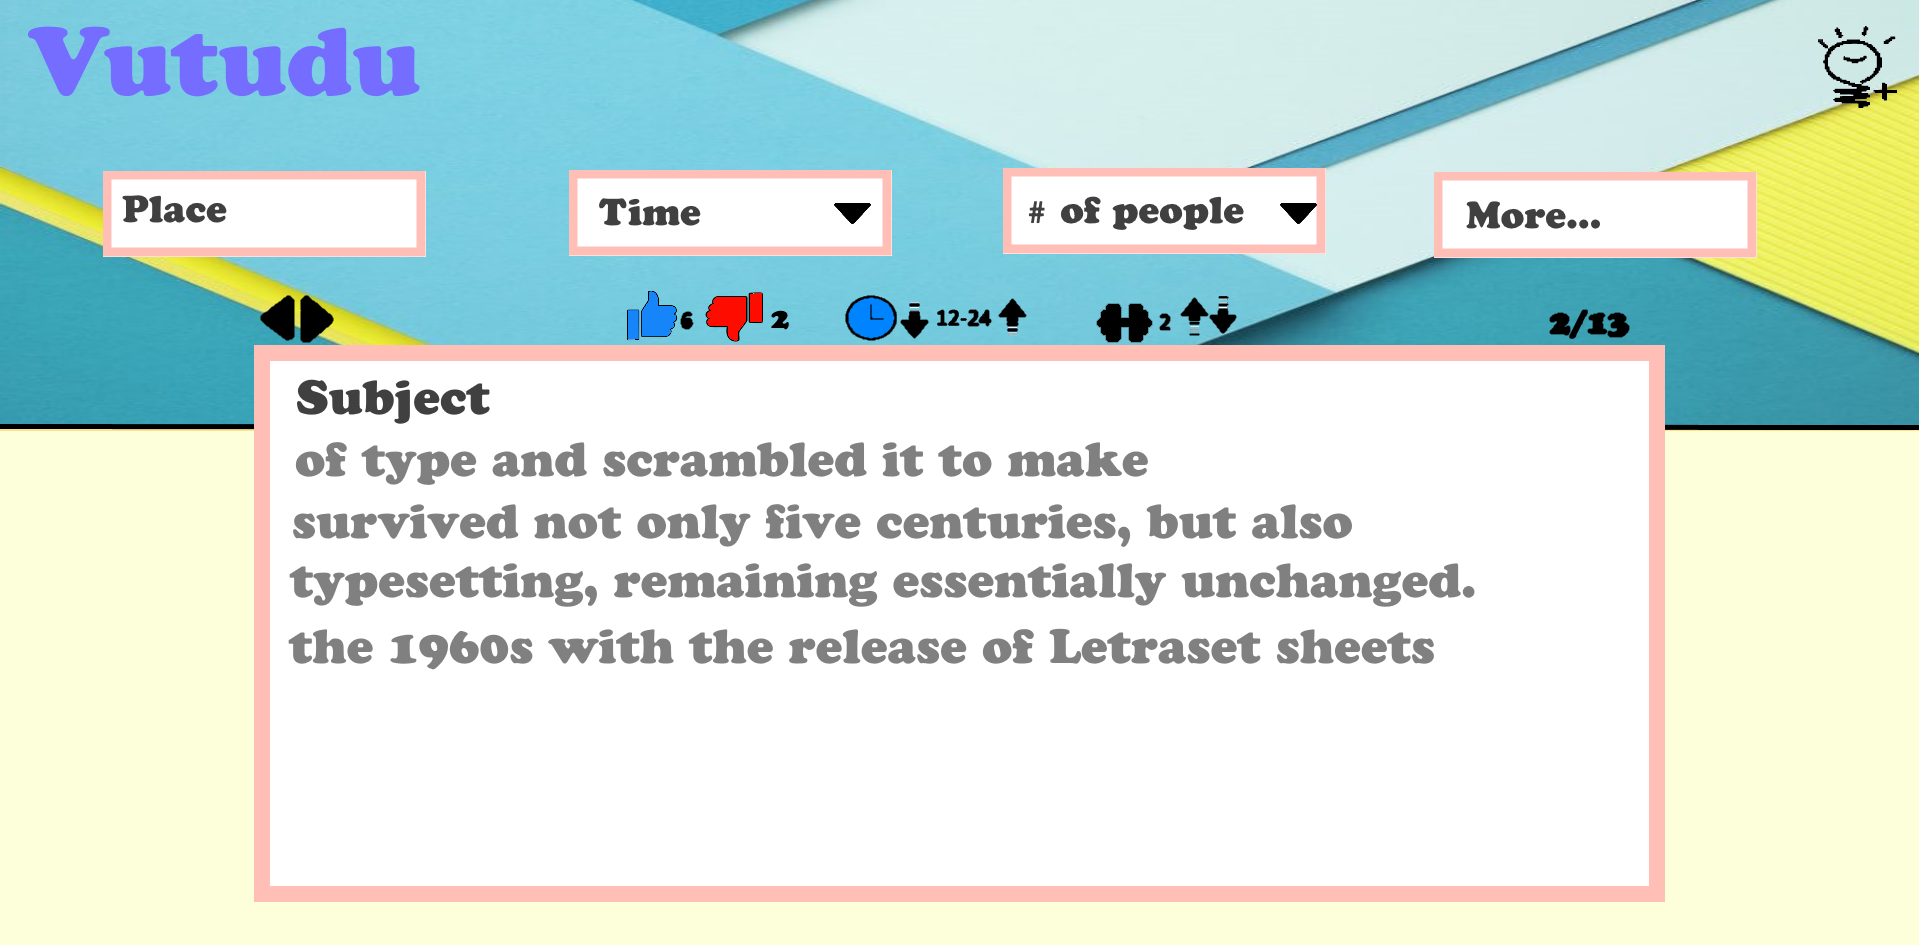 Vutudu
Place
Time
# of people
More...
6
2
12-24
2
2/13
Subject
of type and scrambled it to make
survived not only five centuries, but also
typesetting, remaining essentially unchanged.
the 1960s with the release of Letraset sheets